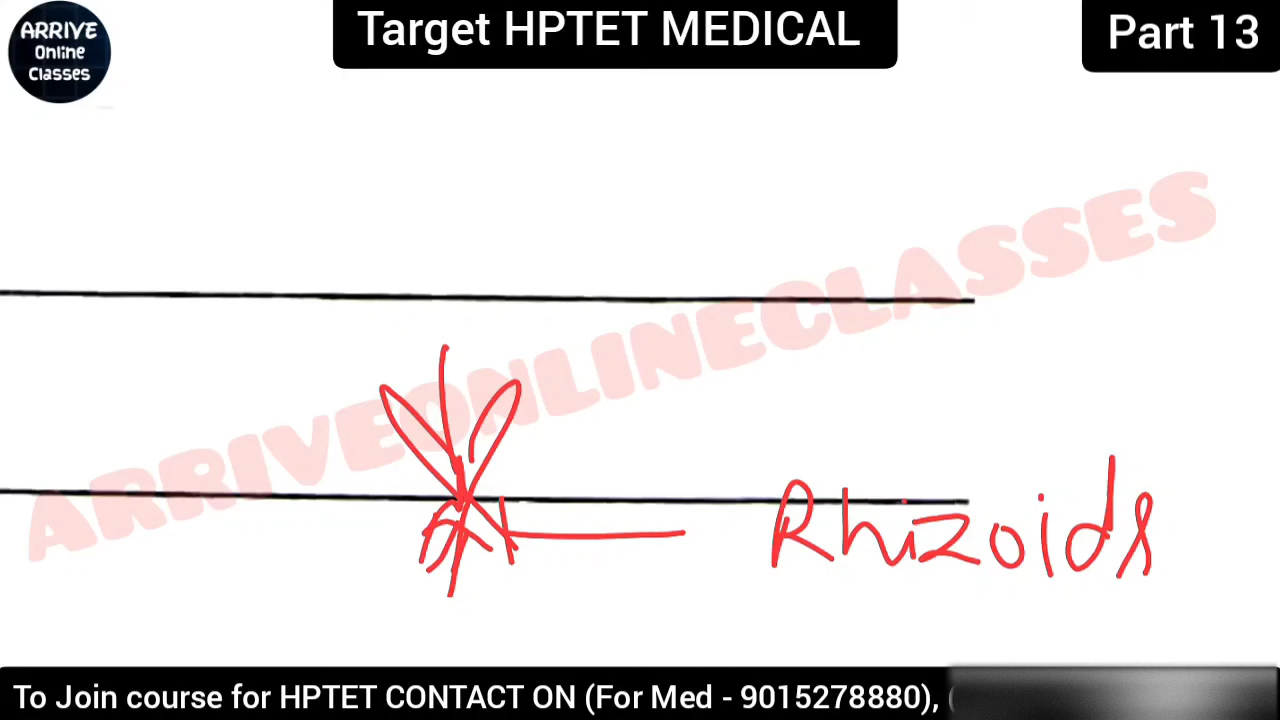 ARRIVE
Online
Classes
Target HPTET MEDICAL
Part 13
ARRIVEONLINECLASSES
Rhizoids
To Join course for HPTET CONTACT ON (For Med - 9015278880), (